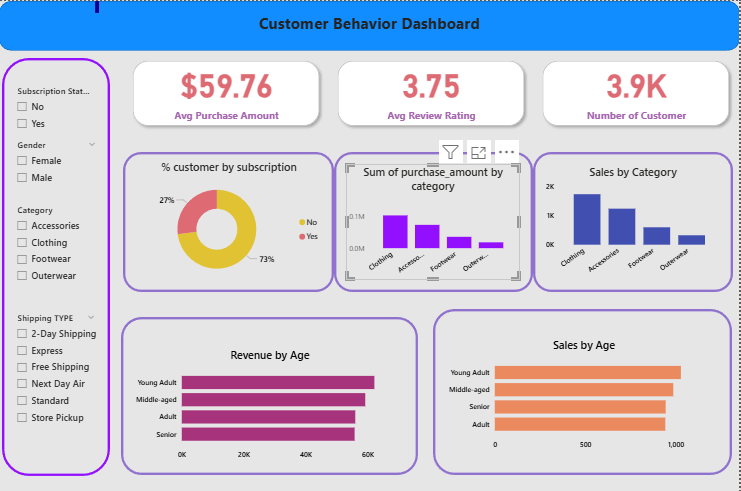 Customer Behavior Dashboard
Subscription Stat...
No
Yes
Gender
Female
Male
Category
Accessories
Clothing
Footwear
Outerwear
Shipping TYPE
2-Day Shipping
Express
Free Shipping
Next Day Air
Standard
Store Pickup
$59.76
Avg Purchase Amount
3.75
Avg Review Rating
3.9K
Number of Customer
% customer by subscription
27%
73%
No
Yes
Sum of purchase_amount by
category
0.1M
0.0M
Clothing
Accesso...
Footwear
Outerw...
Sales by Category
2K
1K
0K
Clothing
Accessories
Footwear
Outerwear
Revenue by Age
Young Adult
Middle-aged
Adult
Senior
0K 20K 40K 60K
Sales by Age
Young Adult
Middle-aged
Senior
Adult
0 500 1,000